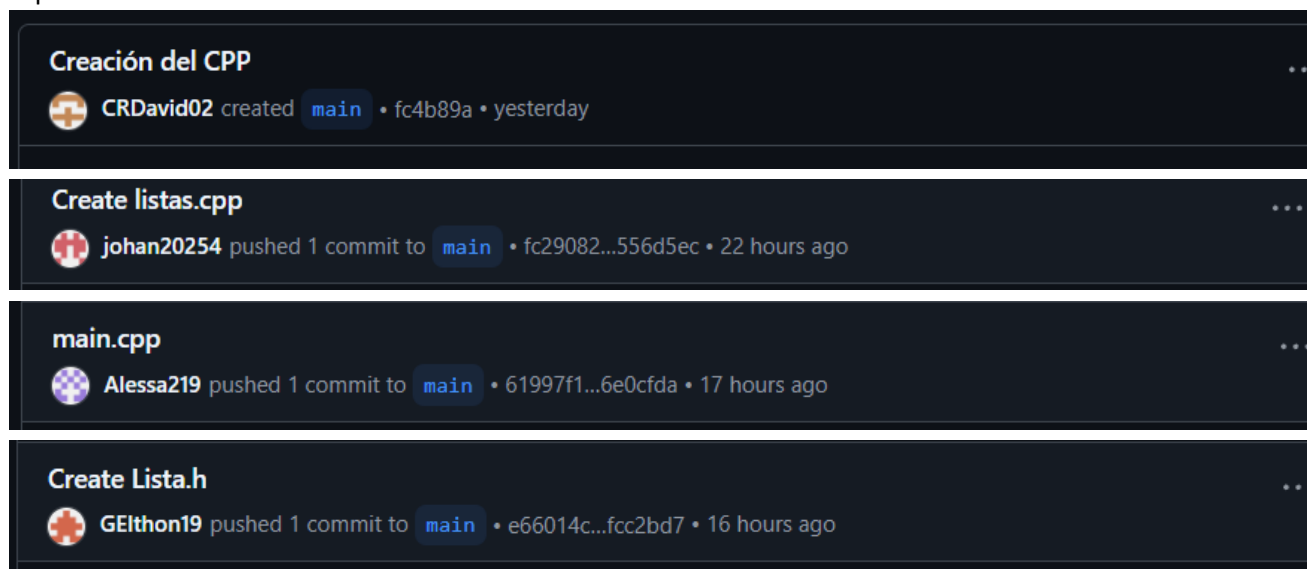 Creación del CPP
CRDavid02 created main • fc4b89a • yesterday
Create listas.cpp
johan20254 pushed 1 commit to main • fc29082...556d5ec • 22 hours ago
main.cpp
Alessa219 pushed 1 commit to main • 61997f1...6e0cfda • 17 hours ago
Create Lista.h
GEIthon19 pushed 1 commit to main • e66014c...fcc2bd7 • 16 hours ago